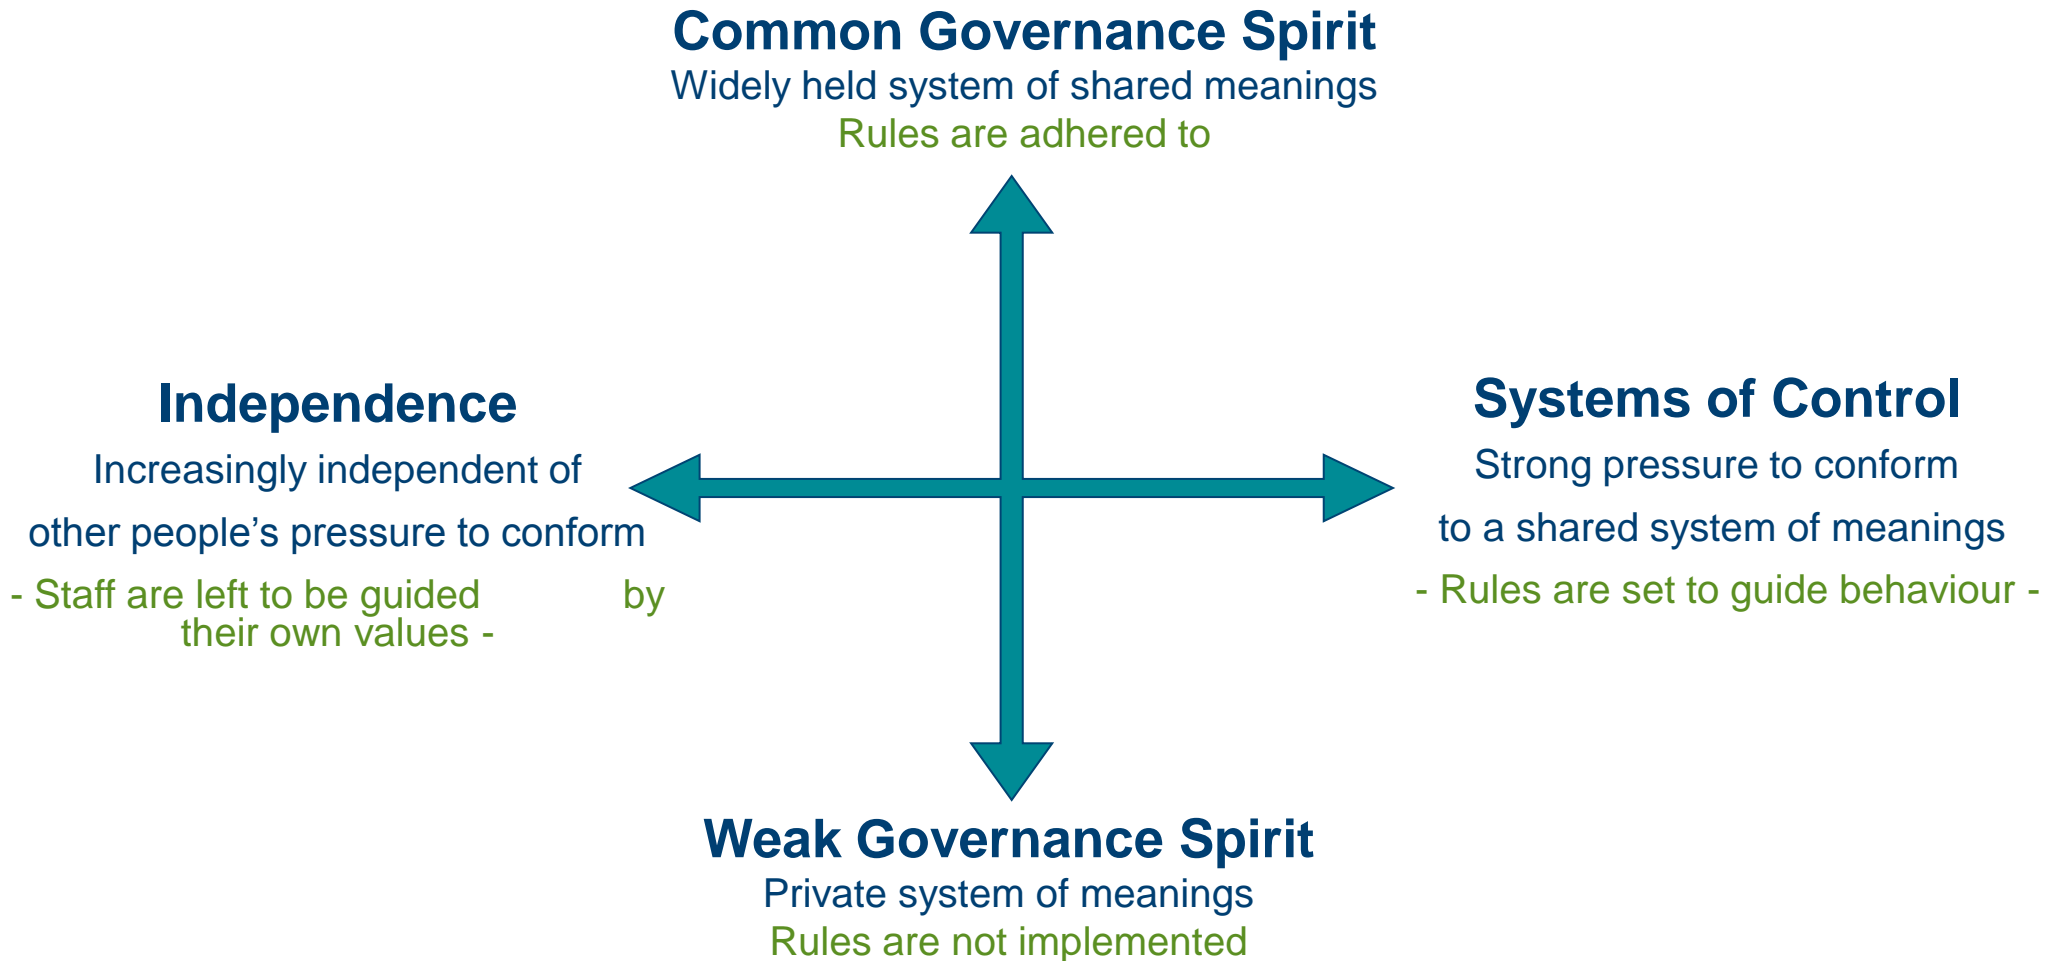 Common Governance Spirit
Widely held system of shared meanings
Rules are adhered to
Independence
Increasingly independent of
other people’s pressure to conform
- Staff are left to be guided by
their own values -
Systems of Control
Strong pressure to conform
to a shared system of meanings
- Rules are set to guide behaviour -
Weak Governance Spirit
Private system of meanings
Rules are not implemented